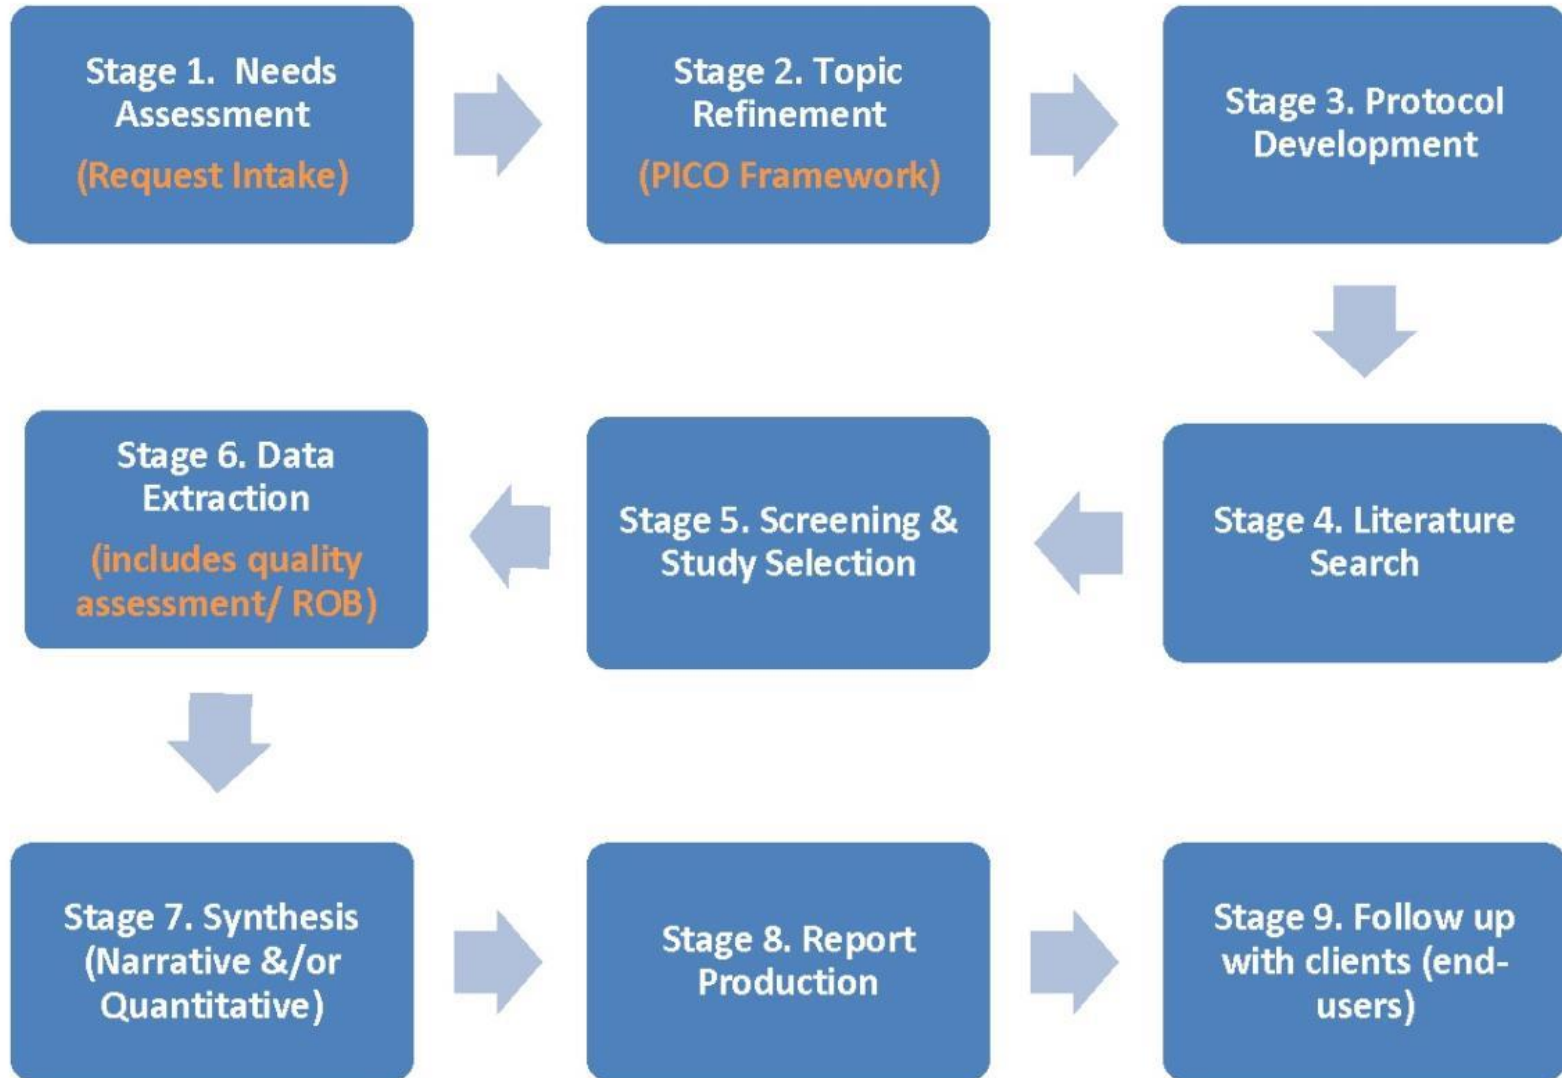 Stage 1.  Needs
Assessment
(Request Intake)
Stage 2. Topic
Refinement
(PICO Framework)
Stage 3. Protocol
Development
Stage 4. Literature
Search
Stage 5. Screening &
Study Selection
Stage 6. Data
Extraction
(includes quality
assessment/ ROB)
Stage 7. Synthesis
(Narrative &/or
Quantitative)
Stage 8. Report
Production
Stage 9. Follow up
with clients (end-
users)